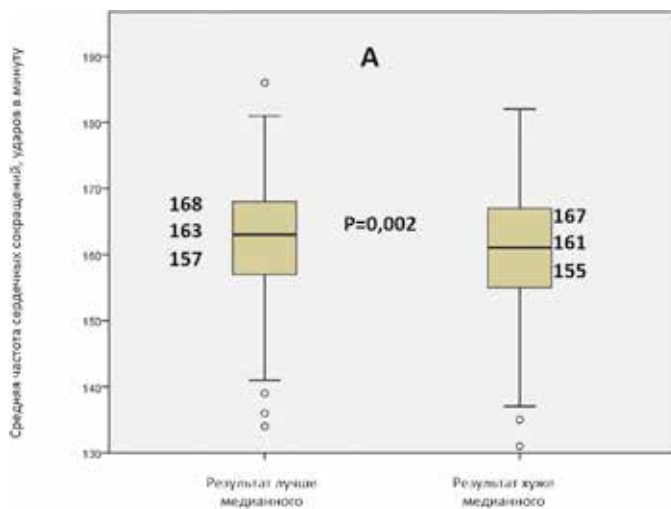 Средняя частота сердечных сокращений, ударов в минуту
190
180
170
160
150
140
130
A
168
163
157
P=0,002
167
161
155
Результат лучше
медианного
Результат хуже
медианного